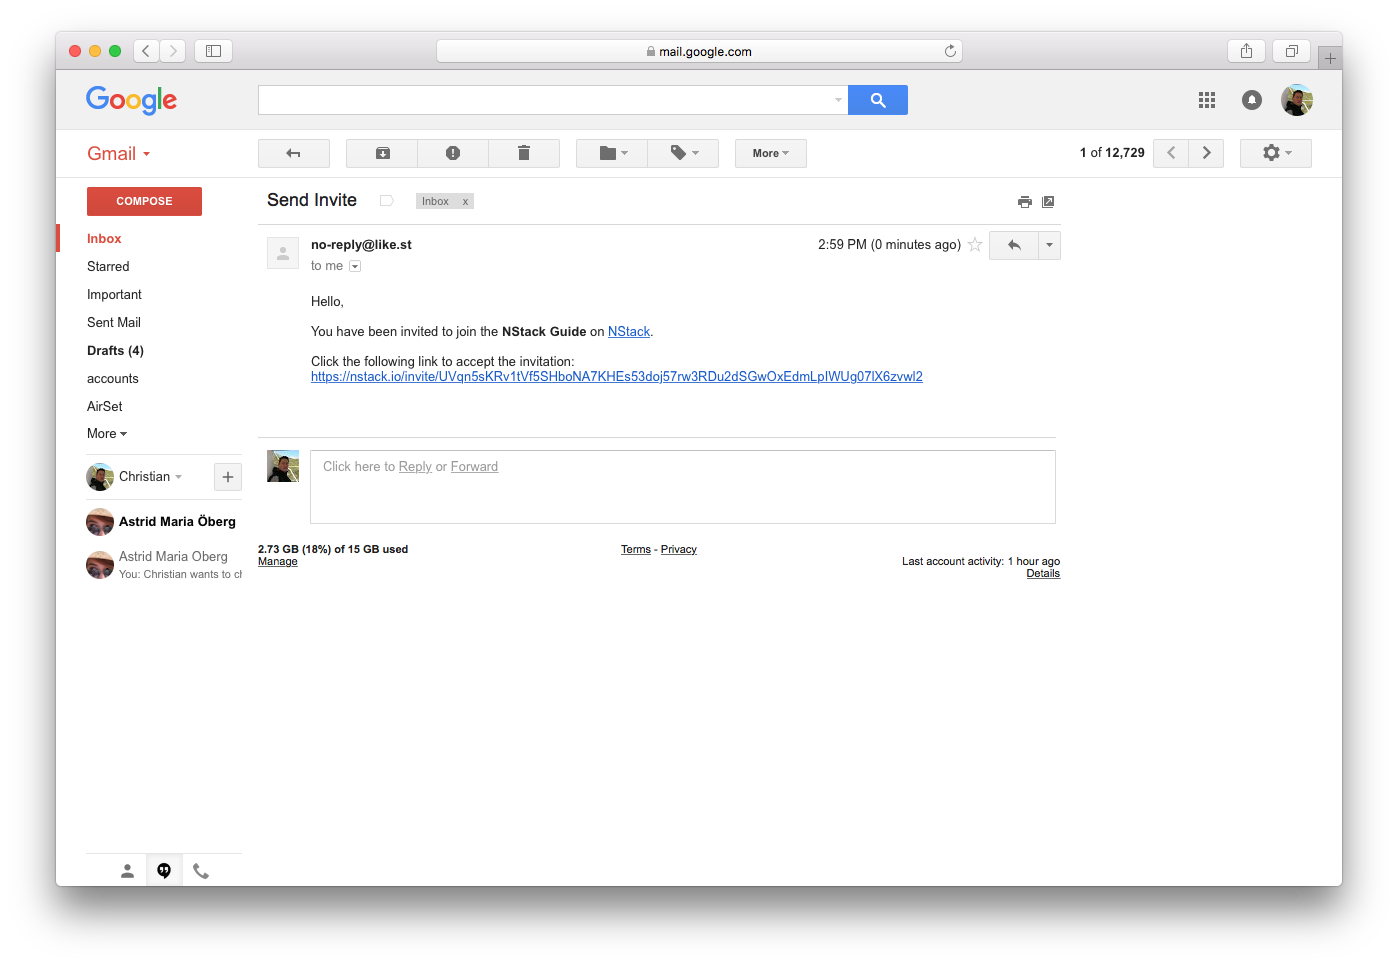 mail.google.com
Google
Gmail
More
1 of 12,729
COMPOSE
Inbox
Starred
Important
Sent Mail
Drafts (4)
accounts
AirSet
More
Christian
Astrid Maria Öberg
Astrid Maria Oberg
You: Christian wants to ch
Send Invite
Inbox x
no-reply@like.st
2:59 PM (0 minutes ago)
to me
Hello,
You have been invited to join the NStack Guide on NStack.
Click the following link to accept the invitation:
https://nstack.io/invite/UVqn5sKRv1tVf5SHboNA7KHEs53doj57rw3RDu2dSGwOxEdmLpIWUg07lX6zvwl2
Click here to Reply or Forward
2.73 GB (18%) of 15 GB used
Manage
Terms - Privacy
Last account activity: 1 hour ago
Details